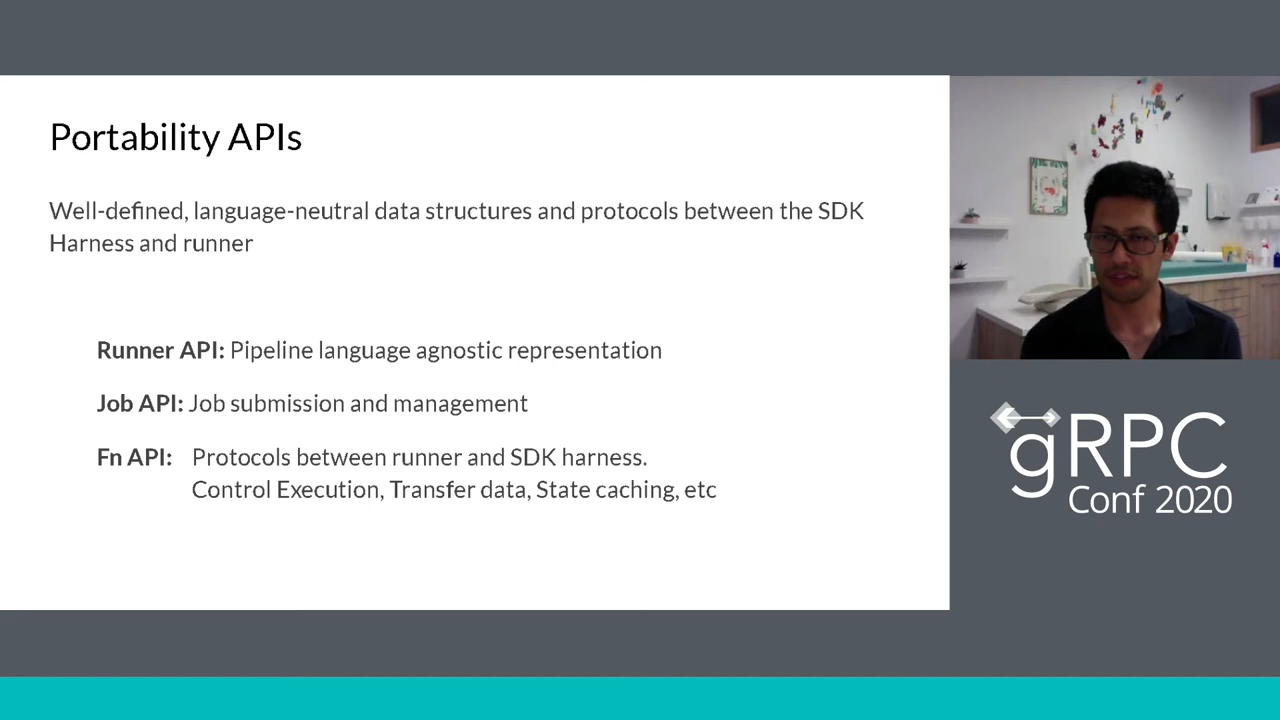 Portability APIs
Well-defined, language-neutral data structures and protocols between the SDK
Harness and runner
Runner API: Pipeline language agnostic representation
Job API: Job submission and management
Fn API: Protocols between runner and SDK harness.
Control Execution, Transfer data, State caching, etc
gRPC
Conf 2020